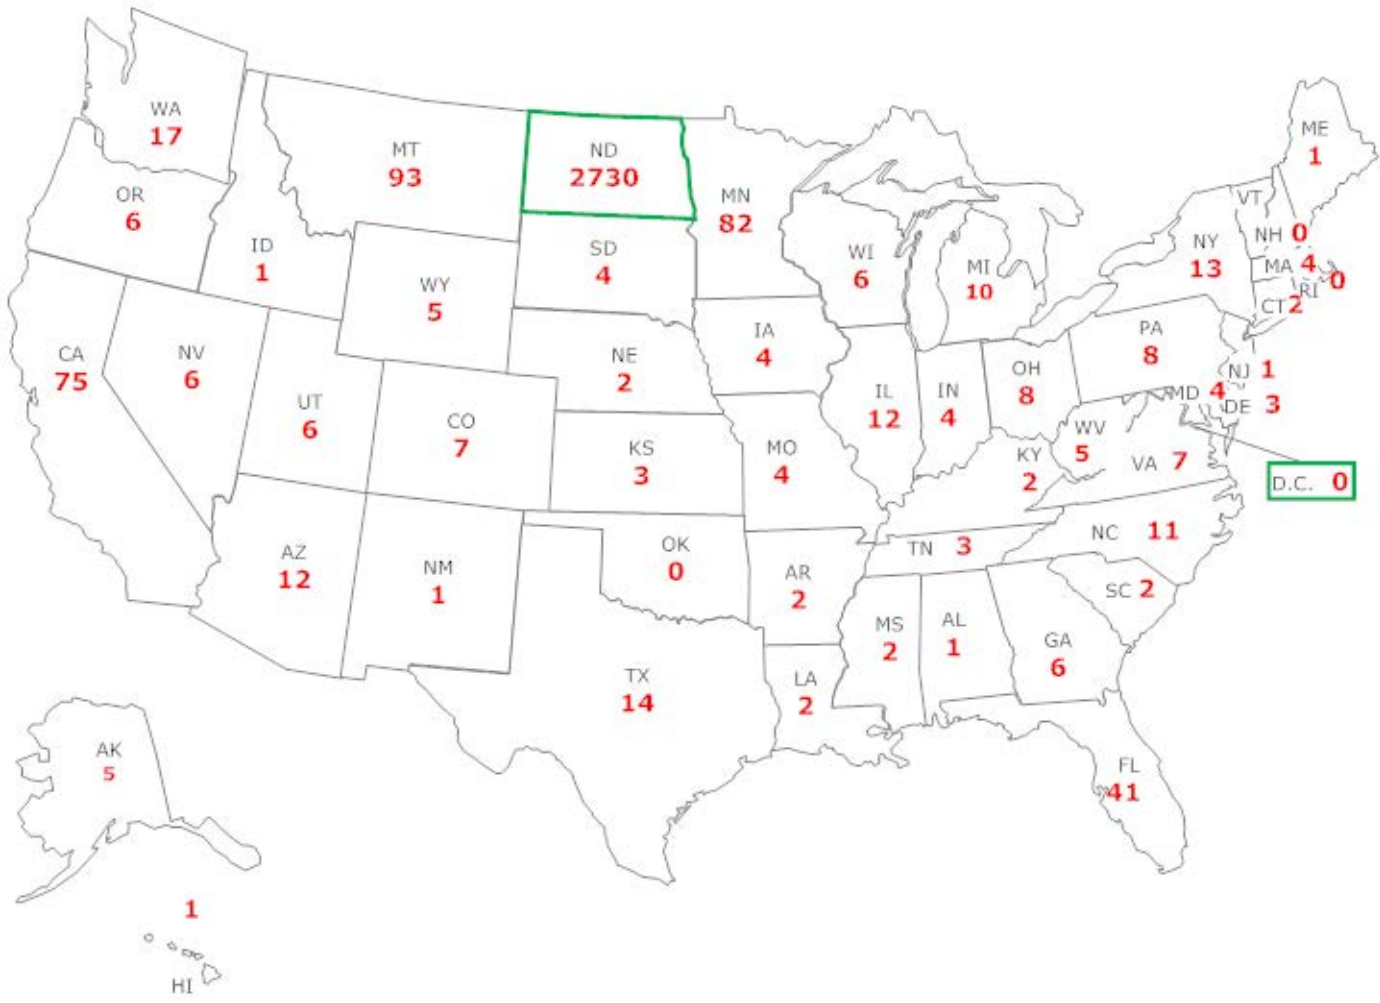 WA
17
OR
6
CA
75
NV
6
ID
1
MT
93
WY
5
UT
6
CO
7
AZ
12
NM
1
ND
2730
SD
4
NE
2
KS
3
OK
0
TX
14
MN
82
IA
4
MO
4
AR
2
LA
2
WI
6
IL
12
MI
10
IN
4
OH
8
KY
2
TN 3
MS
2
AL
1
GA
6
FL
41
SC 2
NC 11
VA 7
WV
5
PA
8
NY
13
VT
NH 0
MA 4
RI 0
CT 2
ME
1
NJ 1
MD 4
DE 3
D.C. 0
AK
5
1
HI